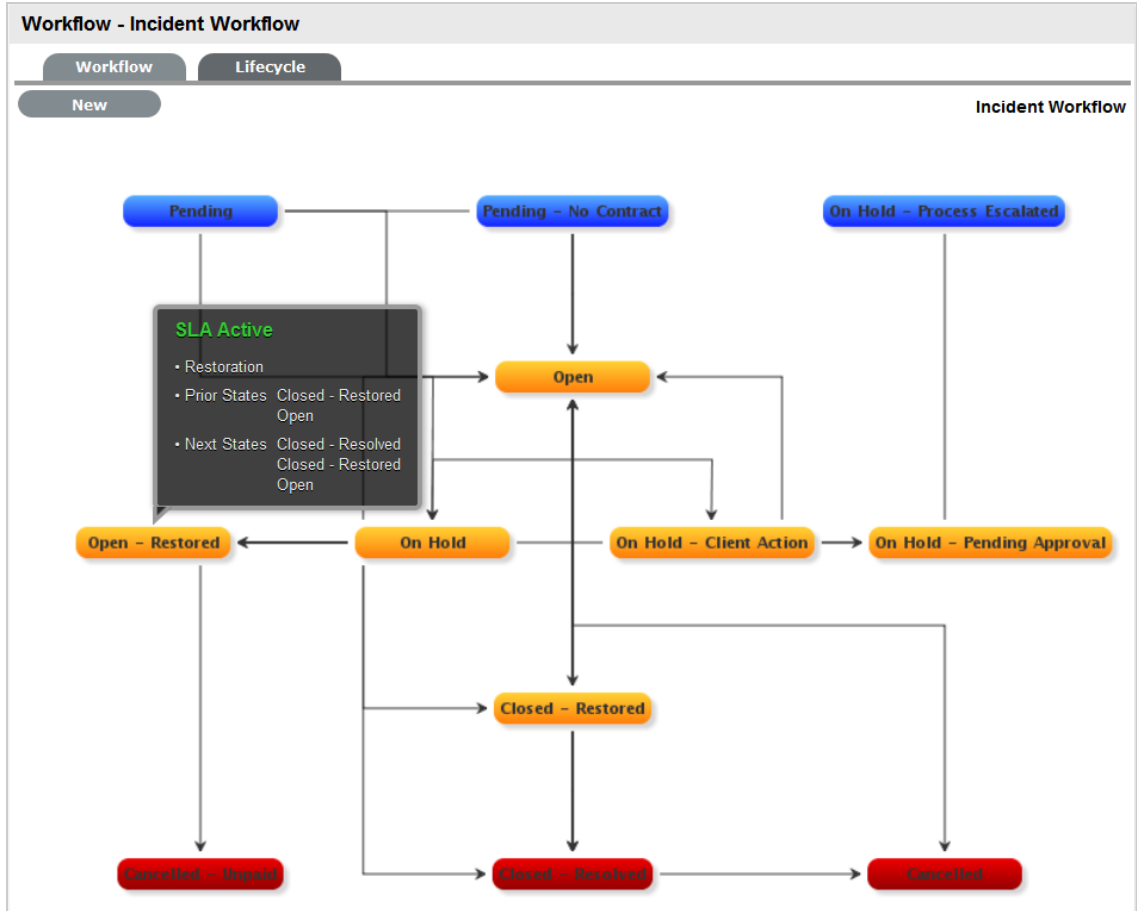 Workflow - Incident Workflow
Workflow
Lifecycle
New
Incident Workflow
Pending
Pending - No Contract
On Hold - Process Escalated
SLA Active
• Restoration
• Prior States Closed - Restored
Open
• Next States Closed - Resolved
Closed - Restored
Open
Open
Open - Restored
On Hold
On Hold - Client Action
On Hold - Pending Approval
Closed - Restored
Cancelled - Unpaid
Closed - Resolved
Cancelled